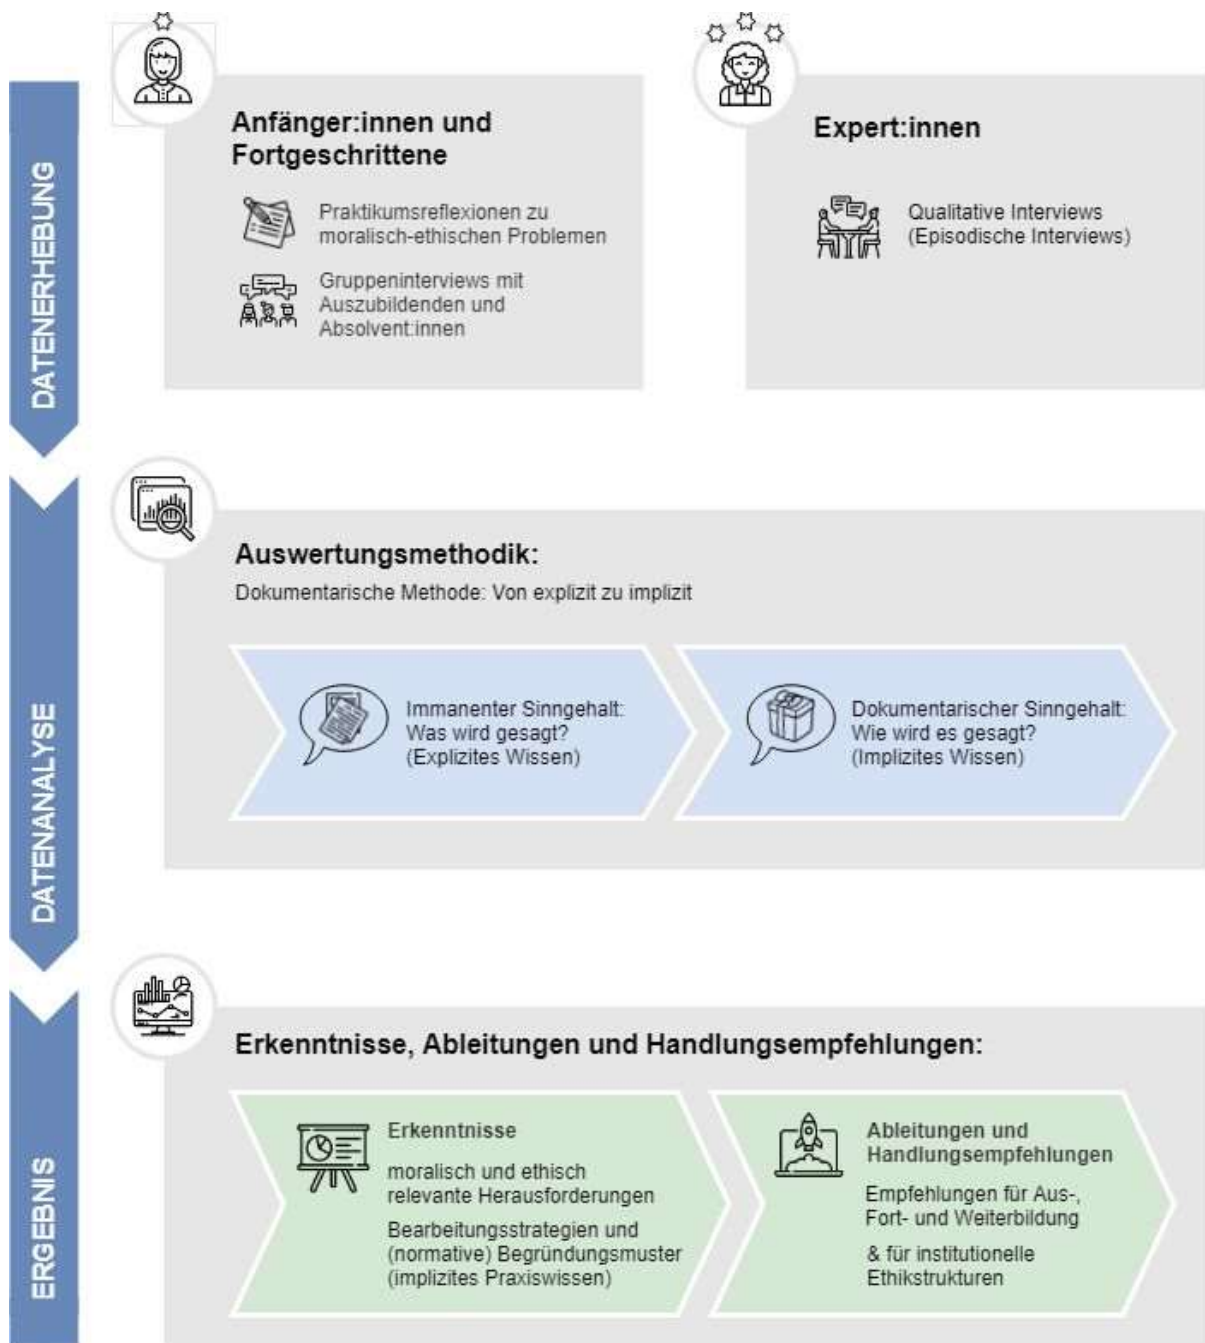 DATENERHEBUNG
Anfänger:innen und
Fortgeschrittene
Praktikumsreflexionen zu
moralisch-ethischen Problemen
Gruppeninterviews mit
Auszubildenden und
Absolvent:innen
Expert:innen
Qualitative Interviews
(Episodische Interviews)
DATENANALYSE
Auswertungsmethodik:
Dokumentarische Methode: Von explizit zu implizit
Immanenter Sinngehalt:
Was wird gesagt?
(Explizites Wissen)
Dokumentarischer Sinngehalt:
Wie wird es gesagt?
(Implizites Wissen)
ERGEBNIS
Erkenntnisse, Ableitungen und Handlungsempfehlungen:
Erkenntnisse
moralisch und ethisch
relevante Herausforderungen
Bearbeitungsstrategien und
(normative) Begründungsmuster
(implizites Praxiswissen)
Ableitungen und
Handlungsempfehlungen
Empfehlungen für Aus-,
Fort- und Weiterbildung
& für institutionelle
Ethikstrukturen